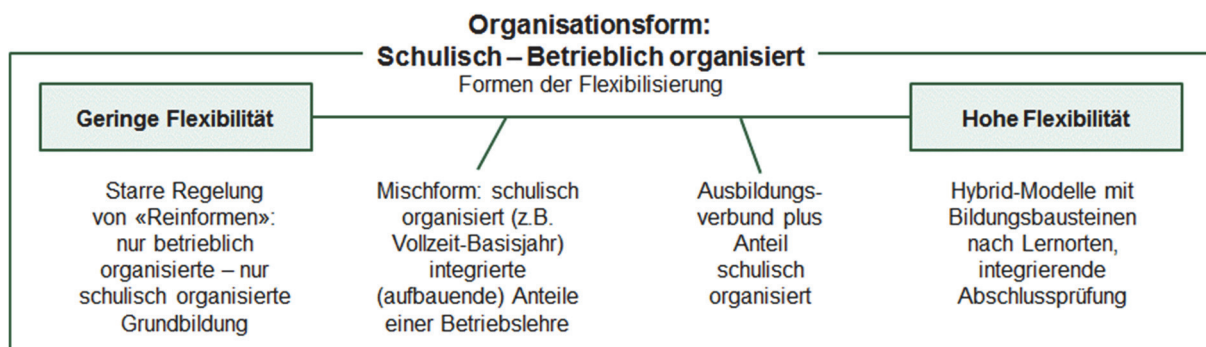 Organisationsform:
Schulisch – Betrieblich organisiert
Formen der Flexibilisierung
Geringe Flexibilität
Hohe Flexibilität
Starre Regelung
von «Reinformen»:
nur betrieblich
organisierte – nur
schulisch organisierte
Grundbildung
Mischform: schulisch
organisiert (z.B.
Vollzeit-Basisjahr)
integrierte
(aufbauende) Anteile
einer Betriebslehre
Ausbildungs-
verbund plus
Anteil
schulisch
organisiert
Hybrid-Modelle mit
Bildungsbausteinen
nach Lernorten,
integrierende
Abschlussprüfung